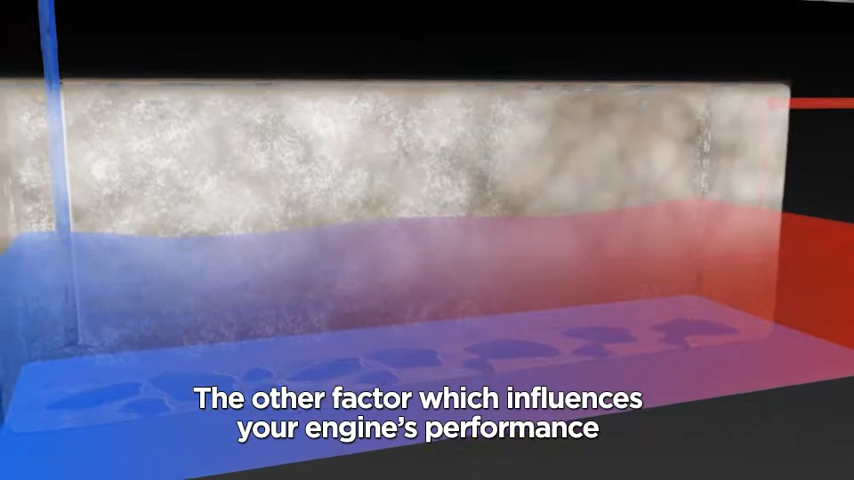 The other factor which influences
your engine's performance